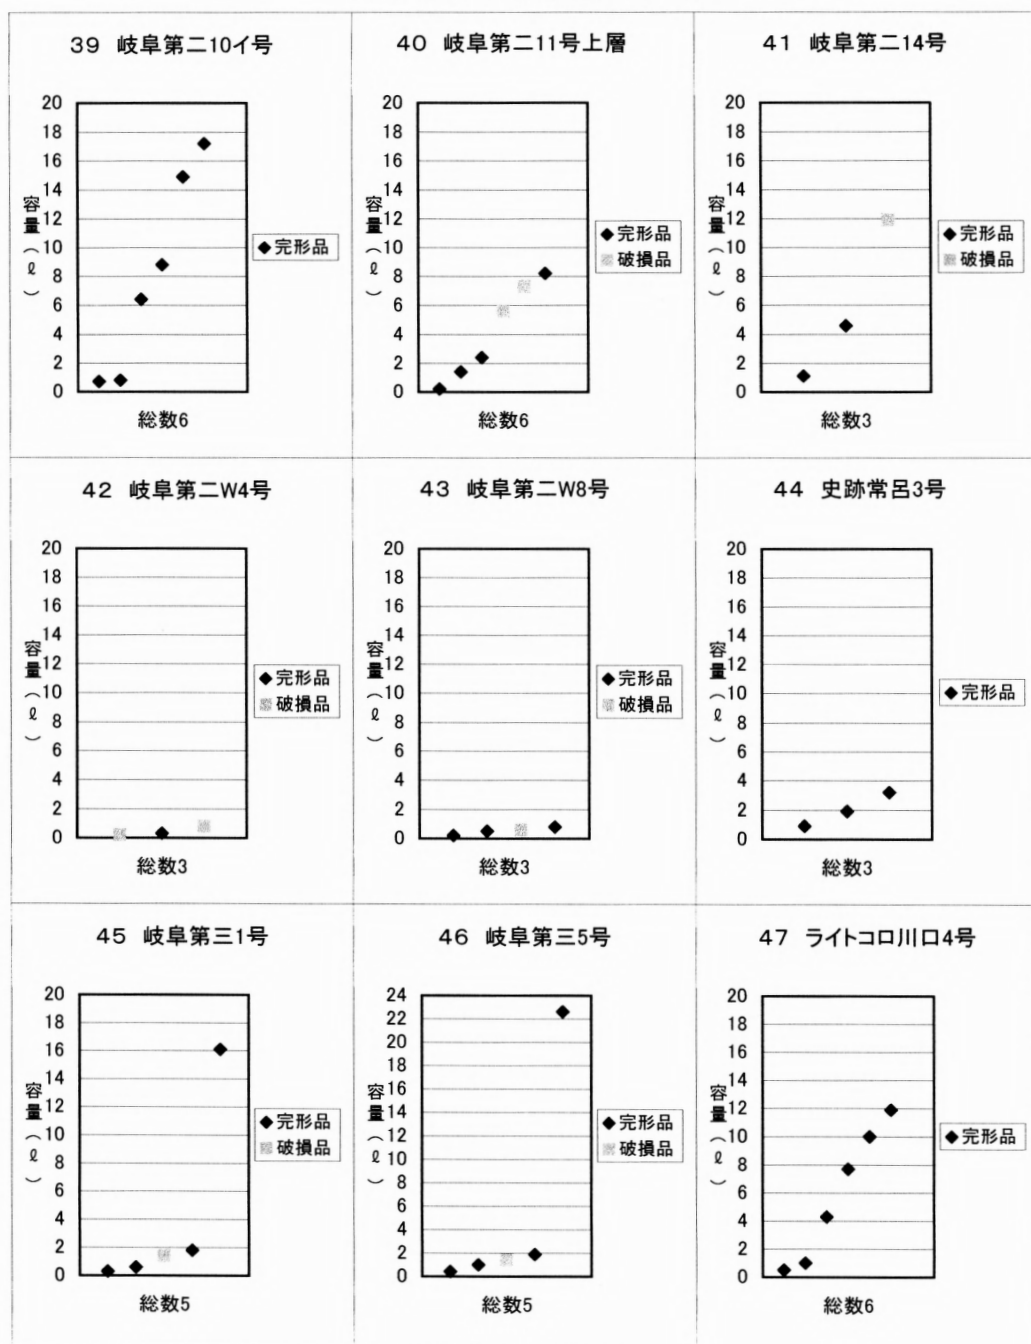 39 岐阜第二10イ号
20
18
16
14
12
10
8
6
4
2
0
容量(ℓ)
◆完形品
総数6
40 岐阜第二11号上層
20
18
16
14
12
10
8
6
4
2
0
容量(ℓ)
◆完形品
破損品
総数6
41 岐阜第二14号
20
18
16
14
12
10
8
6
4
2
0
容量(ℓ)
◆完形品
破損品
総数3
42 岐阜第二W4号
20
18
16
14
12
10
8
6
4
2
0
容量(ℓ)
◆完形品
破損品
総数3
43 岐阜第二W8号
20
18
16
14
12
10
8
6
4
2
0
容量(ℓ)
◆完形品
破損品
総数3
44 史跡常呂3号
20
18
16
14
12
10
8
6
4
2
0
容量(ℓ)
◆完形品
総数3
45 岐阜第三1号
20
18
16
14
12
10
8
6
4
2
0
容量(ℓ)
◆完形品
破損品
総数5
46 岐阜第三5号
24
22
20
18
16
14
12
10
8
6
4
2
0
容量(ℓ)
◆完形品
破損品
総数5
47 ライトコロ川口4号
20
18
16
14
12
10
8
6
4
2
0
容量(ℓ)
◆完形品
総数6